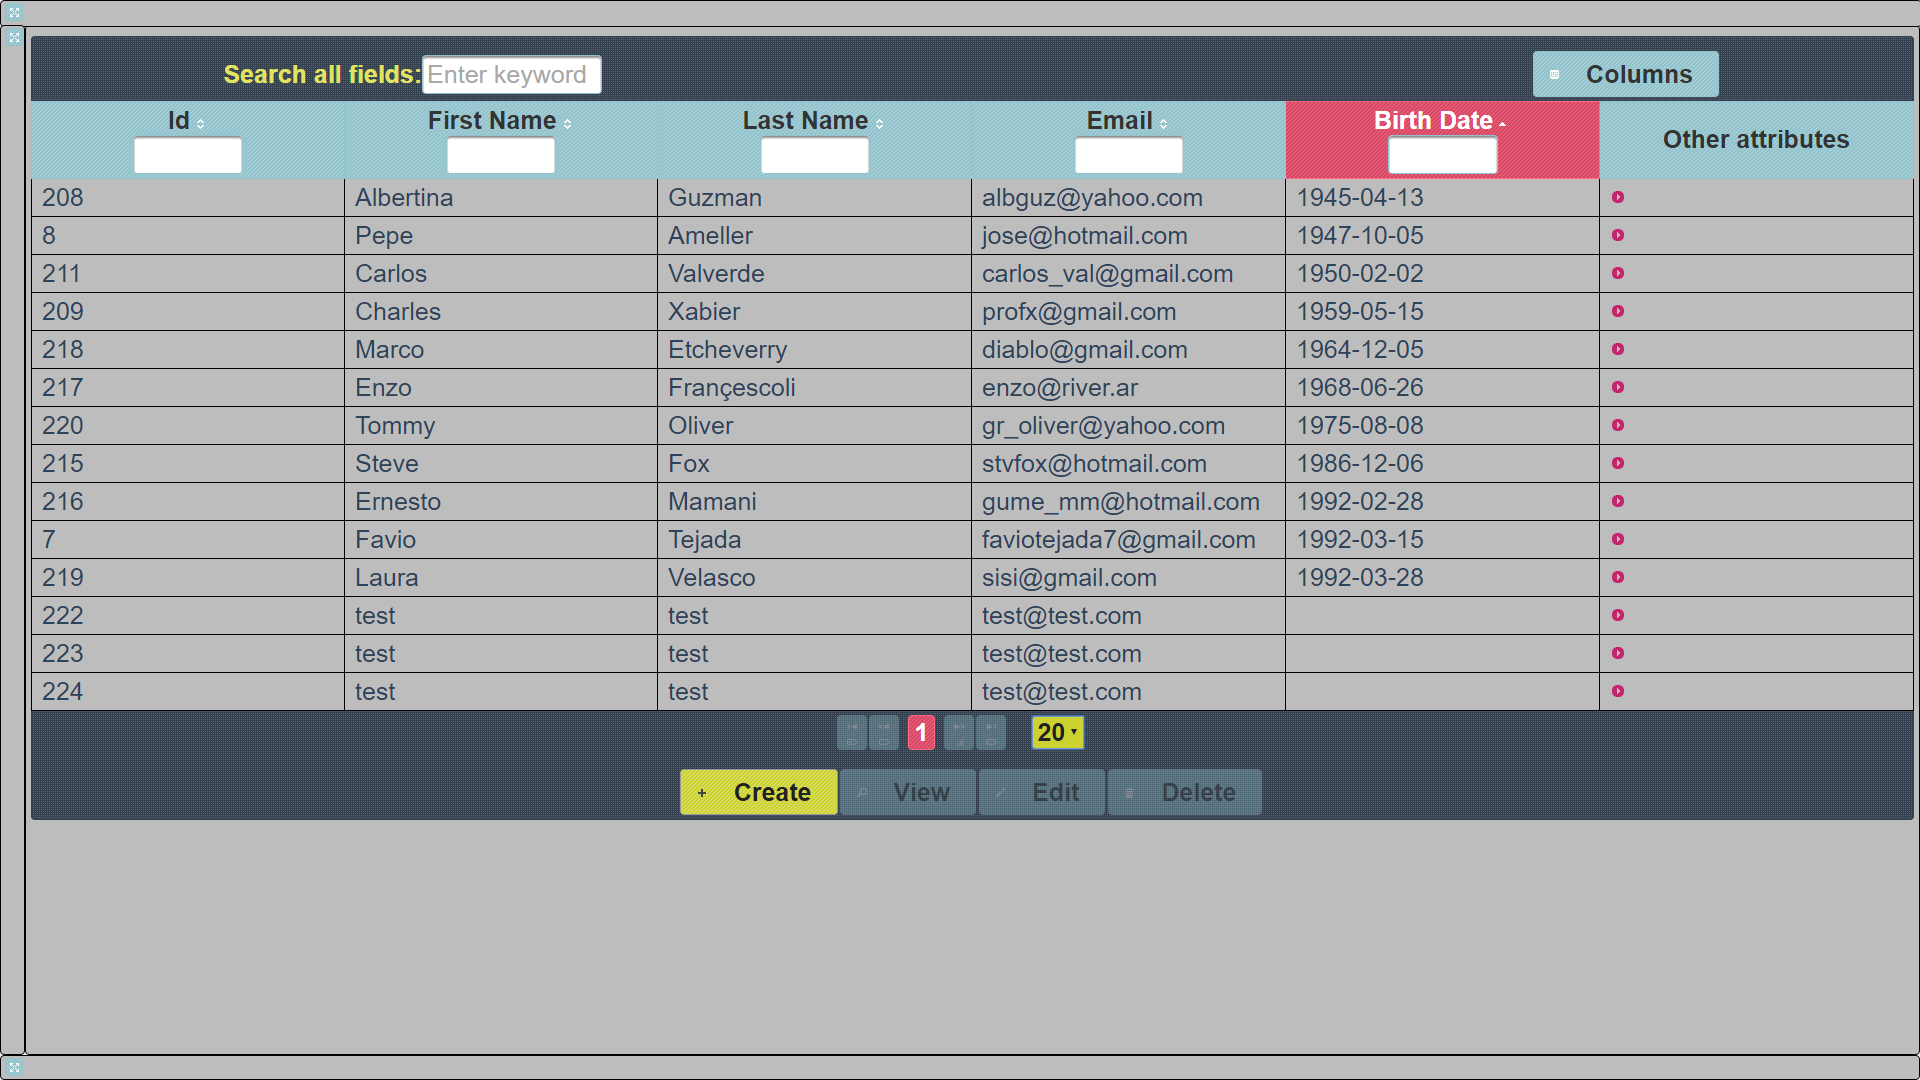 Search all fields: Enter keyword Columns
Id First Name Last Name Email Birth Date Other attributes
208 Albertina Guzman albguz@yahoo.com 1945-04-13
8 Pepe Ameller jose@hotmail.com 1947-10-05
211 Carlos Valverde carlos_val@gmail.com 1950-02-02
209 Charles Xabier profx@gmail.com 1959-05-15
218 Marco Etcheverry diablo@gmail.com 1964-12-05
217 Enzo Françescoli enzo@river.ar 1968-06-26
220 Tommy Oliver gr_oliver@yahoo.com 1975-08-08
215 Steve Fox stvfox@hotmail.com 1986-12-06
216 Ernesto Mamani gume_mm@hotmail.com 1992-02-28
7 Favio Tejada faviotejada7@gmail.com 1992-03-15
219 Laura Velasco sisi@gmail.com 1992-03-28
222 test test test@test.com
223 test test test@test.com
224 test test test@test.com
1 20
Create View Edit Delete